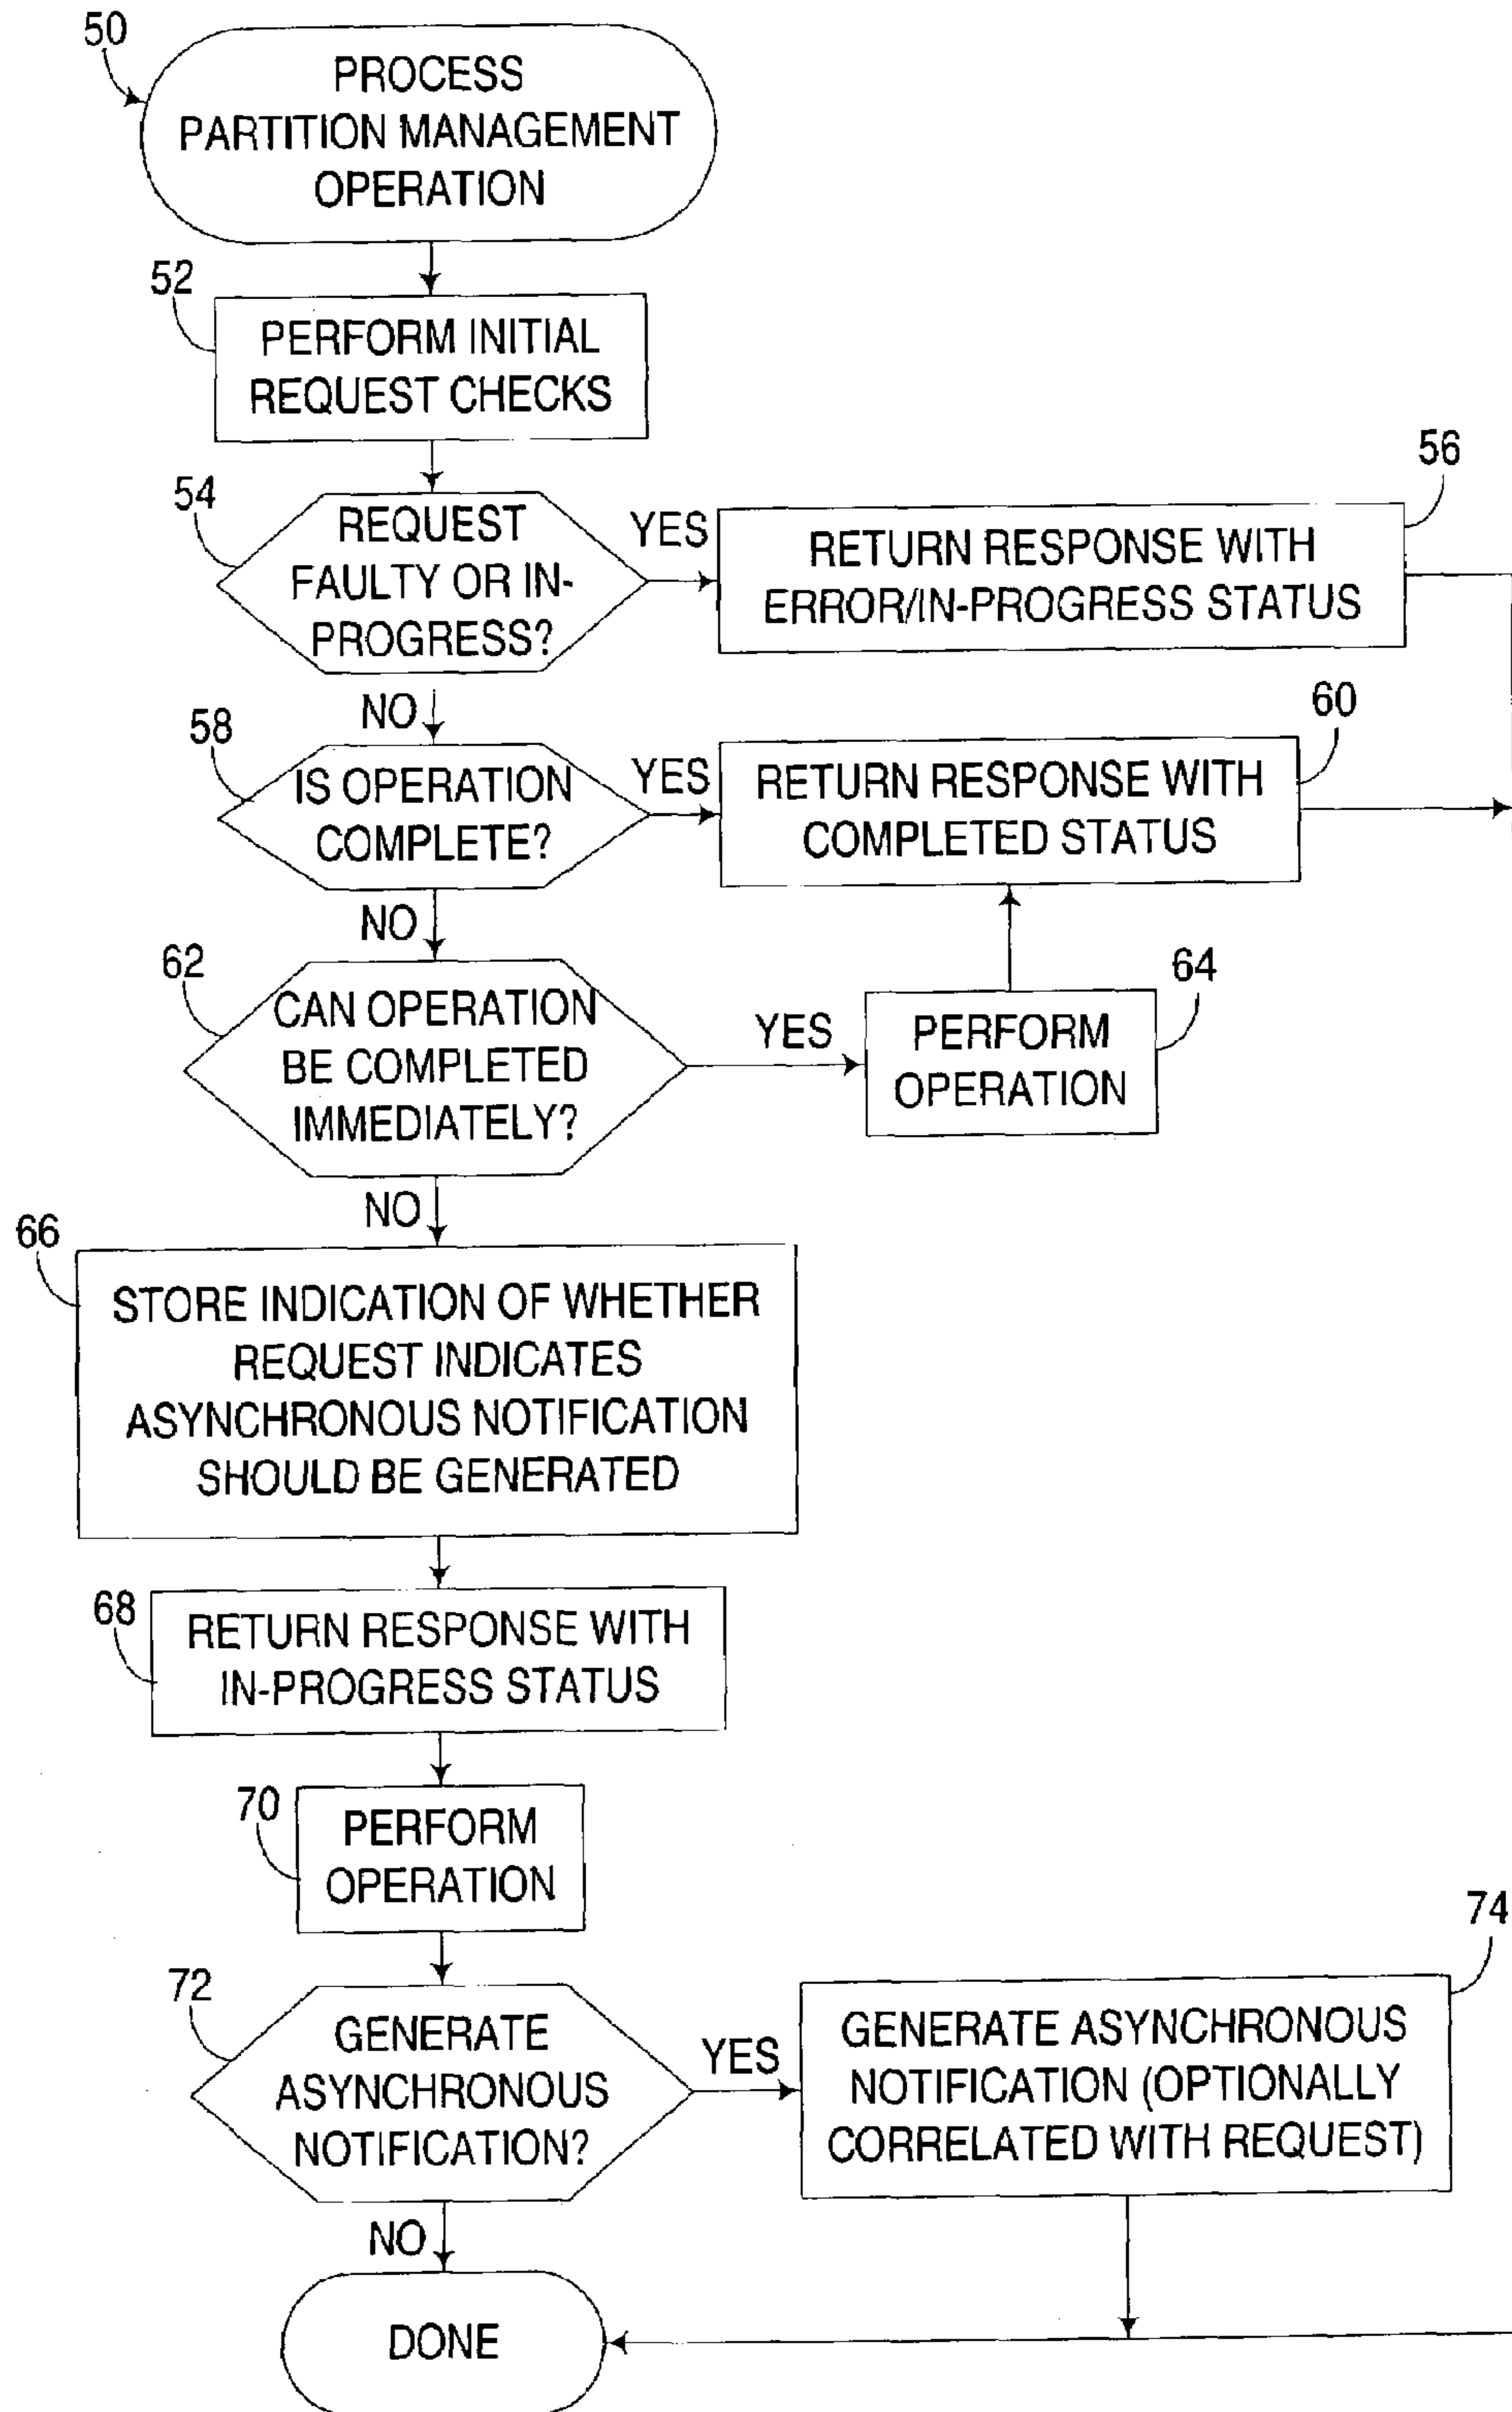 50
PROCESS
PARTITION MANAGEMENT
OPERATION
52
PERFORM INITIAL
REQUEST CHECKS
54
REQUEST
FAULTY OR IN-
PROGRESS?
YES
56
RETURN RESPONSE WITH
ERROR/IN-PROGRESS STATUS
NO
58
IS OPERATION
COMPLETE?
YES
60
RETURN RESPONSE WITH
COMPLETED STATUS
NO
62
CAN OPERATION
BE COMPLETED
IMMEDIATELY?
YES
64
PERFORM
OPERATION
NO
66
STORE INDICATION OF WHETHER
REQUEST INDICATES
ASYNCHRONOUS NOTIFICATION
SHOULD BE GENERATED
68
RETURN RESPONSE WITH
IN-PROGRESS STATUS
70
PERFORM
OPERATION
72
GENERATE
ASYNCHRONOUS
NOTIFICATION?
YES
74
GENERATE ASYNCHRONOUS
NOTIFICATION (OPTIONALLY
CORRELATED WITH REQUEST)
NO
DONE